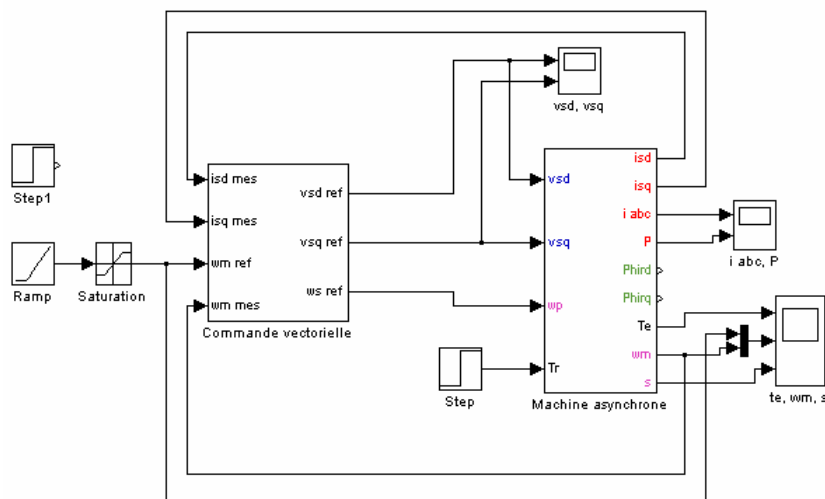 vsd, vsq
Step1
isd mes
isq mes
wm ref
wm mes
vsd ref
vsq ref
ws ref
Commande vectorielle
Ramp
Saturation
Step
vsd
vsq
wp
Tr
isd
isq
i abc
P
Phird
Phirq
Te
wm
s
Machine asynchrone
i abc, P
te, wm, s